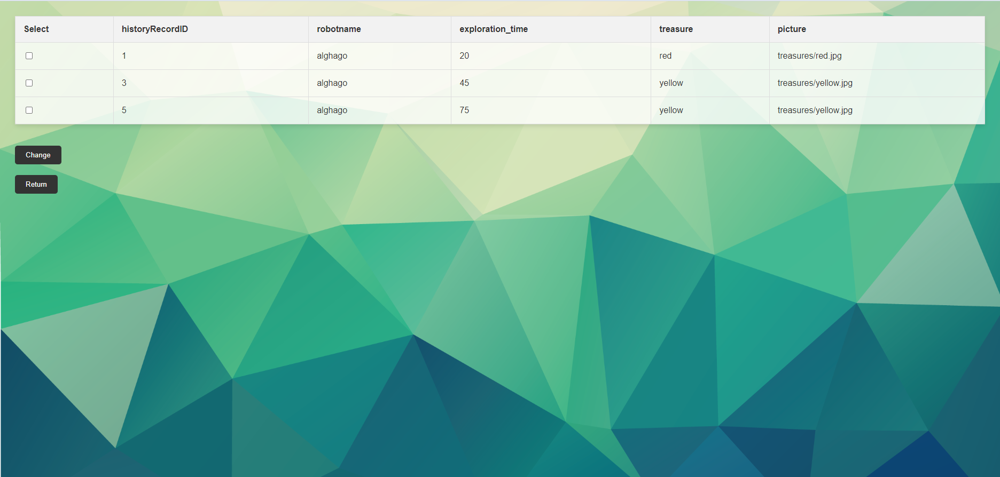 Select historyRecordID robotname exploration_time treasure picture
1 alghago 20 red treasures/red.jpg
3 alghago 45 yellow treasures/yellow.jpg
5 alghago 75 yellow treasures/yellow.jpg
Change
Return